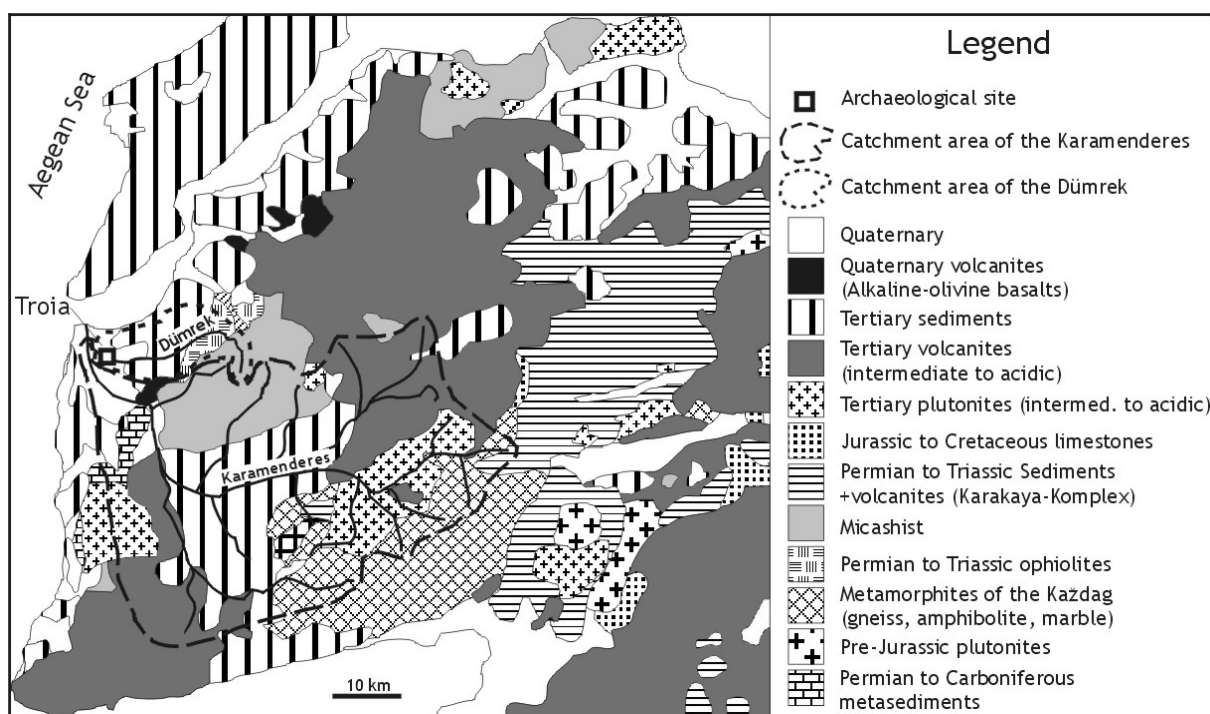 Aegean Sea
Troia
Dümrek
Karamenderes
10 km
Legend
Archaeological site
Catchment area of the Karamenderes
Catchment area of the Dümrek
Quaternary
Quaternary volcanites
(Alkaline-olivine basalts)
Tertiary sediments
Tertiary volcanites
(intermediate to acidic)
Tertiary plutonites (intermed. to acidic)
Jurassic to Cretaceous limestones
Permian to Triassic Sediments
+volcanites (Karakaya-Komplex)
Micashist
Permian to Triassic ophiolites
Metamorphites of the Každag
(gneiss, amphibolite, marble)
Pre-Jurassic plutonites
Permian to Carboniferous
metasediments